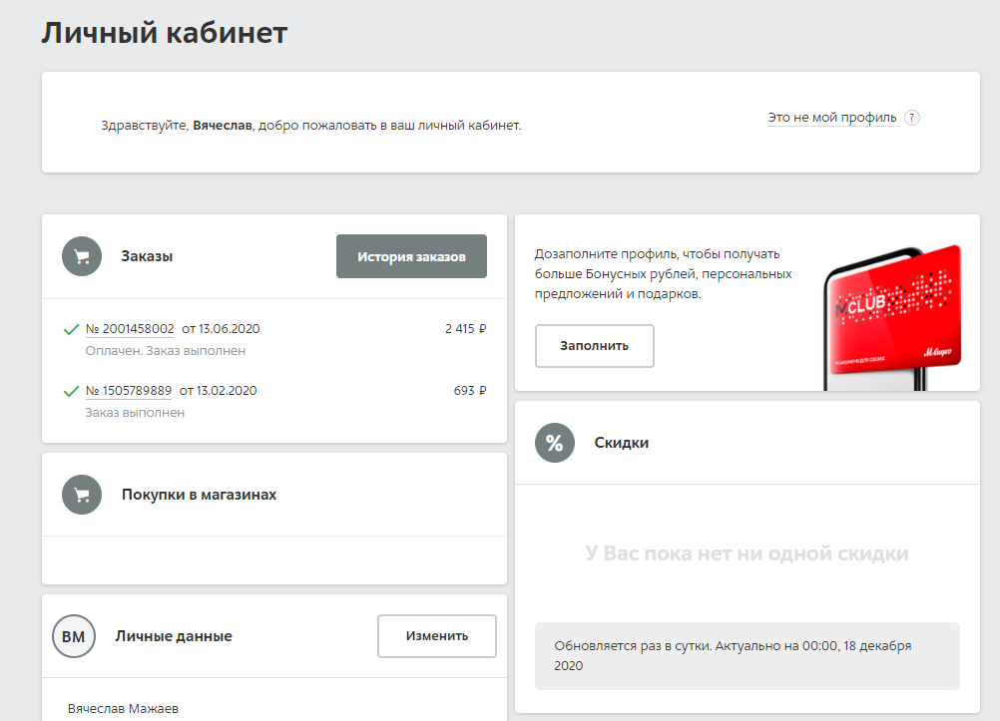 Личный кабинет
Здравствуйте, Вячеслав, добро пожаловать в ваш личный кабинет.
Это не мой профиль ?
Заказы
История заказов
№ 2001458002 от 13.06.2020 2 415 ₽
Оплачен. Заказ выполнен
№ 1505789889 от 13.02.2020 693 ₽
Заказ выполнен
Покупки в магазинах
ВМ
Личные данные
Изменить
Вячеслав Мажаев
Дозаполните профиль, чтобы получать
больше Бонусных рублей, персональных
предложений и подарков.
Заполнить
MCLUB
М.видео
%
Скидки
У Вас пока нет ни одной скидки
Обновляется раз в сутки. Актуально на 00:00, 18 декабря
2020